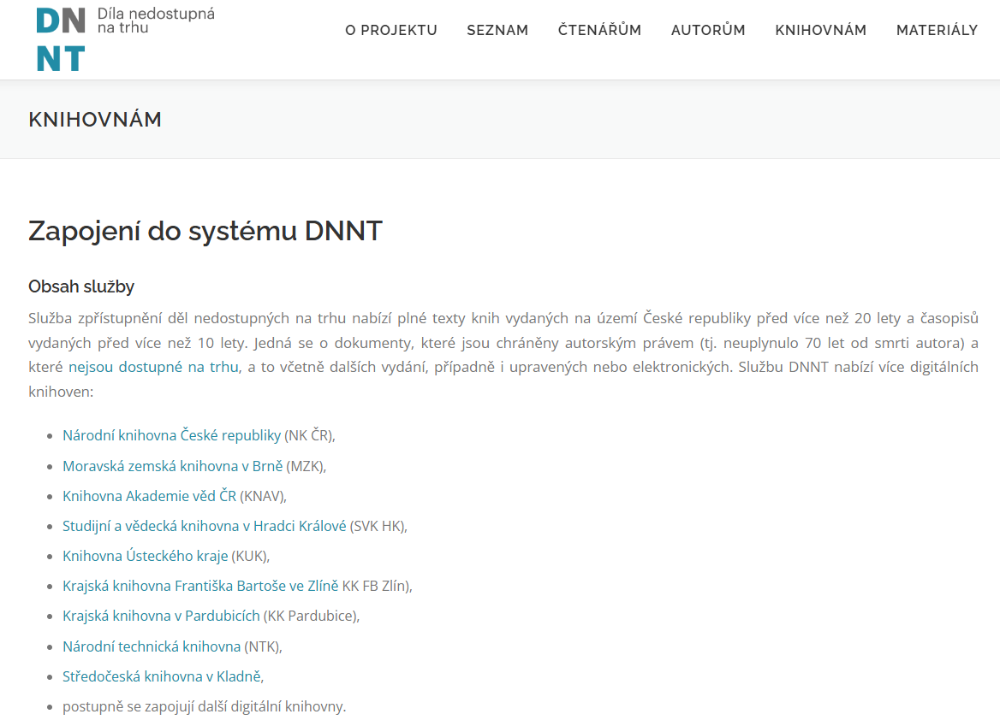 DN
NT
Díla nedostupná
na trhu
O PROJEKTU SEZNAM ČTENÁŘŮM AUTORŮM KNIHOVNÁM MATERIÁLY
KNIHOVNÁM
Zapojení do systému DNNT
Obsah služby
Služba zpřístupnění děl nedostupných na trhu nabízí plné texty knih vydaných na území České republiky před více než 20 lety a časopisů
vydaných před více než 10 lety. Jedná se o dokumenty, které jsou chráněny autorským právem (tj. neuplynulo 70 let od smrti autora) a
které nejsou dostupné na trhu, a to včetně dalších vydání, případně i upravených nebo elektronických. Službu DNNT nabízí více digitálních
knihoven:
• Národní knihovna České republiky (NK ČR),
• Moravská zemská knihovna v Brně (MZK),
• Knihovna Akademie věd ČR (KNAV),
• Studijní a vědecká knihovna v Hradci Králové (SVK HK),
• Knihovna Ústeckého kraje (KUK),
• Krajská knihovna Františka Bartoše ve Zlíně KK FB Zlín),
• Krajská knihovna v Pardubicích (KK Pardubice),
• Národní technická knihovna (NTK),
• Středočeská knihovna v Kladně,
• postupně se zapojují další digitální knihovny.